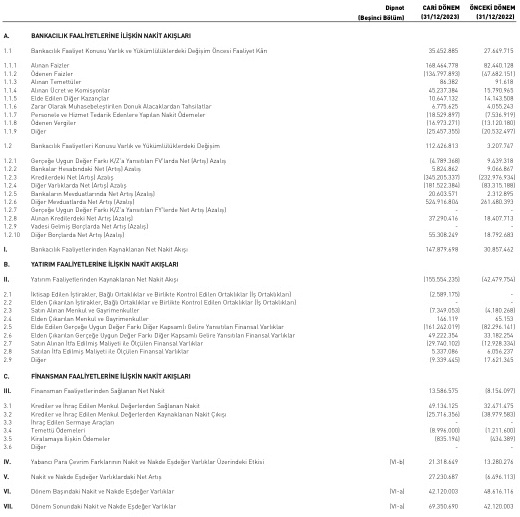 Dipnot CARİ DÖNEM ÖNCEKİ DÖNEM
(Beşinci Bölüm) (31/12/2023) (31/12/2022)
A. BANKACILIK FAALİYETLERİNE İLİŞKİN NAKİT AKIŞLARI
1.1 Bankacılık Faaliyet Konusu Varlık ve Yükümlülüklerdeki Değişim Öncesi Faaliyet Kârı 35.452.885 27.649.715
1.1.1 Alınan Faizler 168.464.778 82.440.128
1.1.2 Ödenen Faizler (134.797.893) (47.682.151)
1.1.3 Alınan Temettüler 86.382 91.618
1.1.4 Alınan Ücret ve Komisyonlar 45.237.384 15.790.965
1.1.5 Elde Edilen Diğer Kazançlar 10.647.132 14.143.508
1.1.6 Zarar Olarak Muhasebeleştirilen Donuk Alacaklardan Tahsilatlar 6.775.625 4.055.243
1.1.7 Personele ve Hizmet Tedarik Edenlere Yapılan Nakit Ödemeler (18.529.897) (7.536.919)
1.1.8 Ödenen Vergiler (16.973.271) (13.120.180)
1.1.9 Diğer (25.457.355) (20.532.497)
1.2 Bankacılık Faaliyetleri Konusu Varlık ve Yükümlülüklerdeki Değişim 112.426.813 3.207.747
1.2.1 Gerçeğe Uygun Değer Farkı K/Z'a Yansıtılan FV'larda Net (Artış) Azalış (4.789.368) 9.439.318
1.2.2 Bankalar Hesabındaki Net (Artış) Azalış 5.824.862 9.066.867
1.2.3 Kredilerdeki Net (Artış) Azalış (345.205.337) (232.976.934)
1.2.4 Diğer Varlıklarda Net (Artış) Azalış (181.522.384) (83.315.188)
1.2.5 Bankaların Mevduatlarında Net Artış (Azalış) 20.603.571 2.312.895
1.2.6 Diğer Mevduatlarda Net Artış (Azalış) 524.916.804 261.480.393
1.2.7 Gerçeğe Uygun Değer Farkı K/Z'a Yansıtılan FY'lerde Net Artış (Azalış) - -
1.2.8 Alınan Kredilerdeki Net Artış (Azalış) 37.290.416 18.407.713
1.2.9 Vadesi Gelmiş Borçlarda Net Artış (Azalış) - -
1.2.10 Diğer Borçlarda Net Artış (Azalış) 55.308.249 18.792.683
I. Bankacılık Faaliyetlerinden Kaynaklanan Net Nakit Akışı 147.879.698 30.857.462
B. YATIRIM FAALİYETLERİNE İLİŞKİN NAKİT AKIŞLARI
II. Yatırım Faaliyetlerinden Kaynaklanan Net Nakit Akışı (155.554.235) (42.479.754)
2.1 İktisap Edilen İştirakler, Bağlı Ortaklıklar ve Birlikte Kontrol Edilen Ortaklıklar (İş Ortaklıkları) (2.589.175) -
2.2 Elden Çıkarılan İştirakler, Bağlı Ortaklıklar ve Birlikte Kontrol Edilen Ortaklıklar (İş Ortaklıkları) - -
2.3 Satın Alınan Menkul ve Gayrimenkuller (7.349.053) (4.180.268)
2.4 Elden Çıkarılan Menkul ve Gayrimenkuller 146.119 65.153
2.5 Elde Edilen Gerçeğe Uygun Değer Farkı Diğer Kapsamlı Gelire Yansıtılan Finansal Varlıklar (161.242.019) (82.296.141)
2.6 Elden Çıkarılan Gerçeğe Uygun Değer Farkı Diğer Kapsamlı Gelire Yansıtılan Finansal Varlıklar 49.222.354 33.182.254
2.7 Satın Alınan İtfa Edilmiş Maliyeti ile Ölçülen Finansal Varlıklar (29.740.102) (12.928.334)
2.8 Satılan İtfa Edilmiş Maliyeti ile Ölçülen Finansal Varlıklar 5.337.086 6.056.237
2.9 Diğer (9.339.445) 17.621.345
C. FİNANSMAN FAALİYETLERİNE İLİŞKİN NAKİT AKIŞLARI
III. Finansman Faaliyetlerinden Sağlanan Net Nakit 13.586.575 (8.154.097)
3.1 Krediler ve İhraç Edilen Menkul Değerlerden Sağlanan Nakit 49.134.125 32.471.475
3.2 Krediler ve İhraç Edilen Menkul Değerlerden Kaynaklanan Nakit Çıkışı (25.716.356) (38.979.583)
3.3 İhraç Edilen Sermaye Araçları - -
3.4 Temettü Ödemeleri (8.996.000) (1.211.600)
3.5 Kiralamaya İlişkin Ödemeler (835.194) (434.389)
3.6 Diğer - -
IV. Yabancı Para Çevrim Farklarının Nakit ve Nakde Eşdeğer Varlıklar Üzerindeki Etkisi (VI-b) 21.318.649 13.280.276
V. Nakit ve Nakde Eşdeğer Varlıklardaki Net Artış 27.230.687 (6.496.113)
VI. Dönem Başındaki Nakit ve Nakde Eşdeğer Varlıklar (VI-a) 42.120.003 48.616.116
VII. Dönem Sonundaki Nakit ve Nakde Eşdeğer Varlıklar (VI-a) 69.350.690 42.120.003